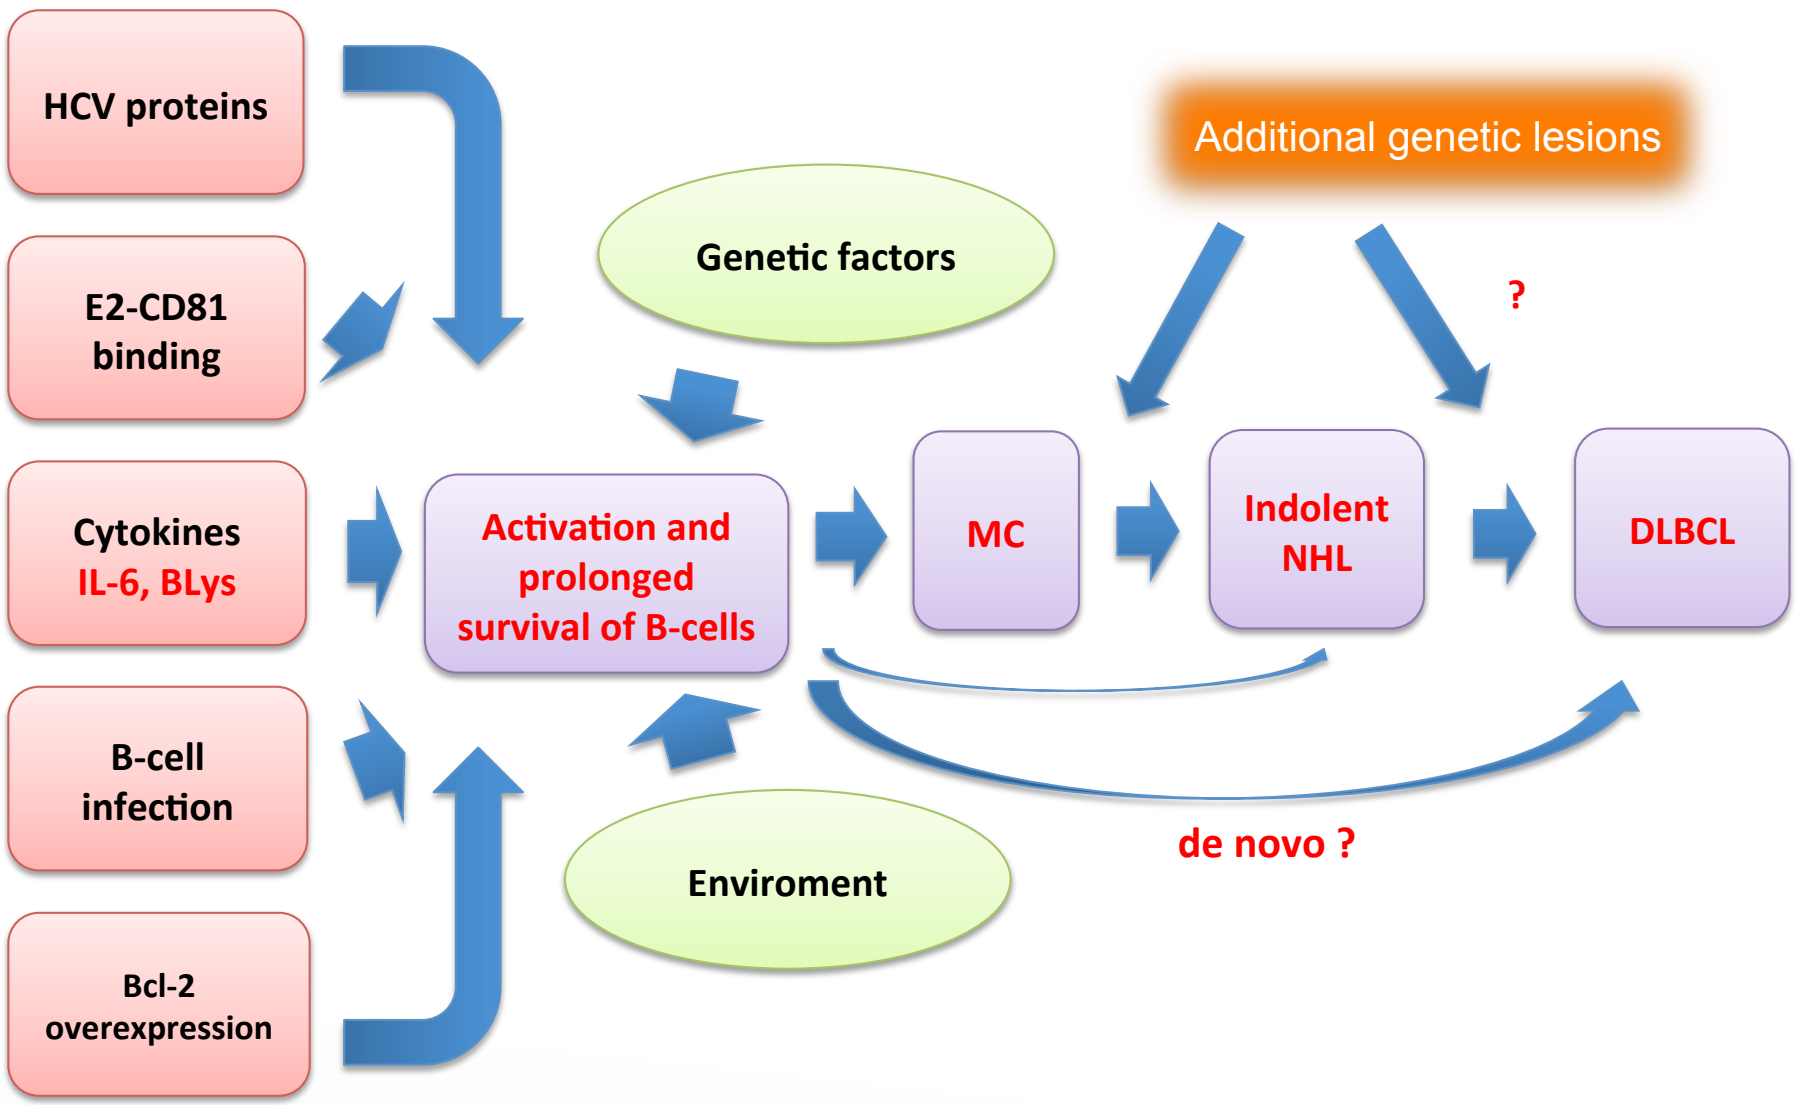 HCV proteins
E2-CD81
binding
Cytokines
IL-6, BLys
B-cell
infection
Bcl-2
overexpression
Genetic factors
Activation and
prolonged
survival of B-cells
Enviroment
Additional genetic lesions
?
MC
Indolent
NHL
DLBCL
de novo ?